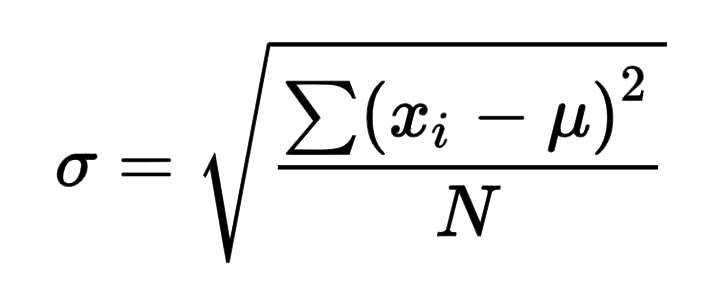 σ = √(∑(xᵢ − μ)² / N)